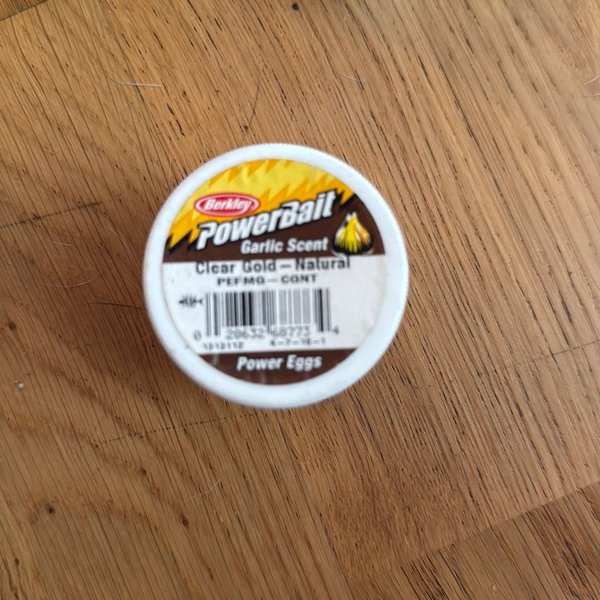 Berkley
PowerBait
Garlic Scent
Clear Gold – Natural
PEFMG – CGNT
0 28632 68773 4
Power Eggs